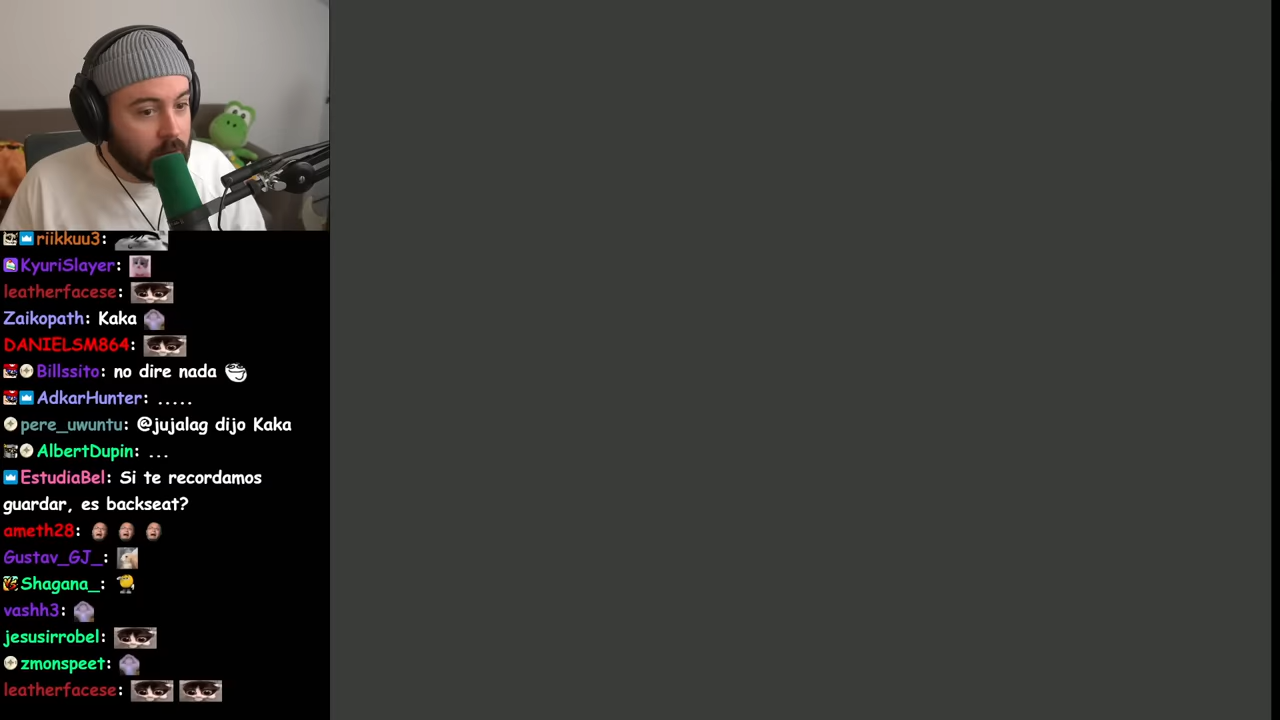 riikkuu3:
KyuriSlayer:
leatherfacese:
Zaikopath: Kaka
DANIELSM864:
Billssito: no dire nada
AdkarHunter: .....
pere_uwuntu: @jujalag dijo Kaka
AlbertDupin: ...
EstudiaBel: Si te recordamos
guardar, es backseat?
ameth28:
Gustav_GJ_:
Shagana_:
vashh3:
jesusirrobel:
zmonspeet:
leatherfacese: